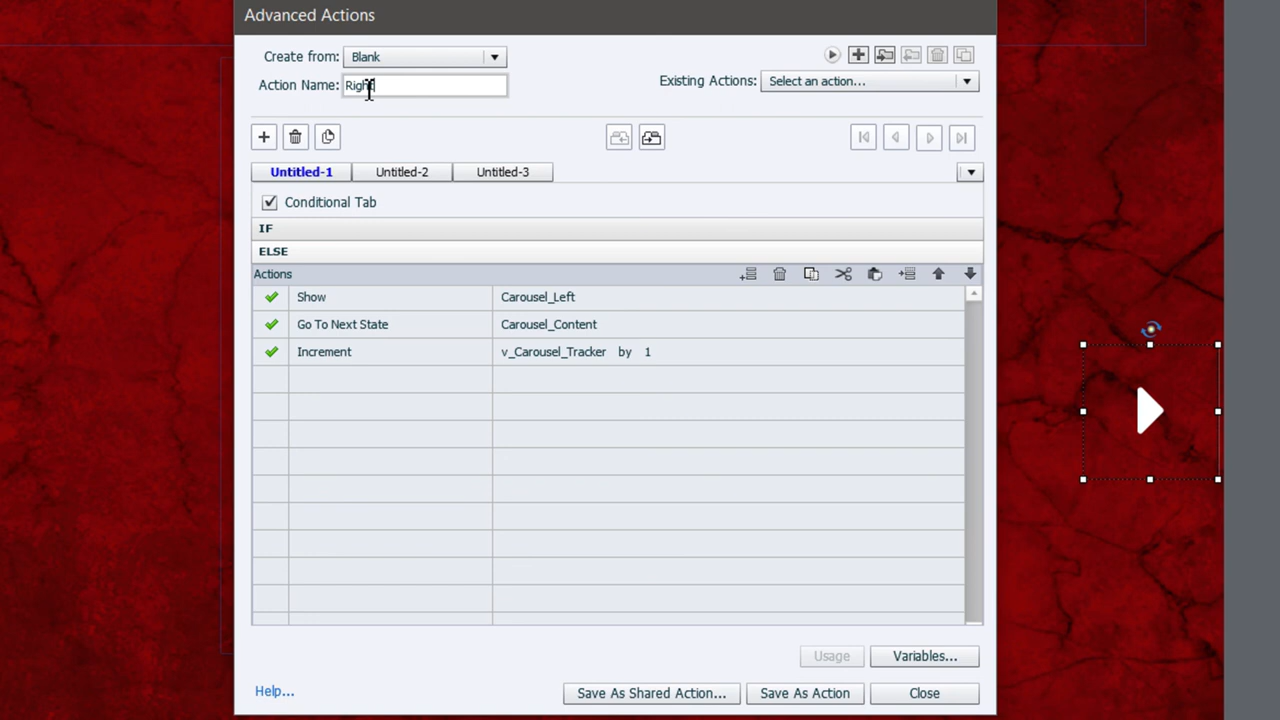 Advanced Actions
Create from: Blank
Action Name: Right
Existing Actions: Select an action...
Untitled-1 Untitled-2 Untitled-3
Conditional Tab
IF
ELSE
Actions
Show Carousel_Left
Go To Next State Carousel_Content
Increment v_Carousel_Tracker by 1
Usage Variables...
Help... Save As Shared Action... Save As Action Close